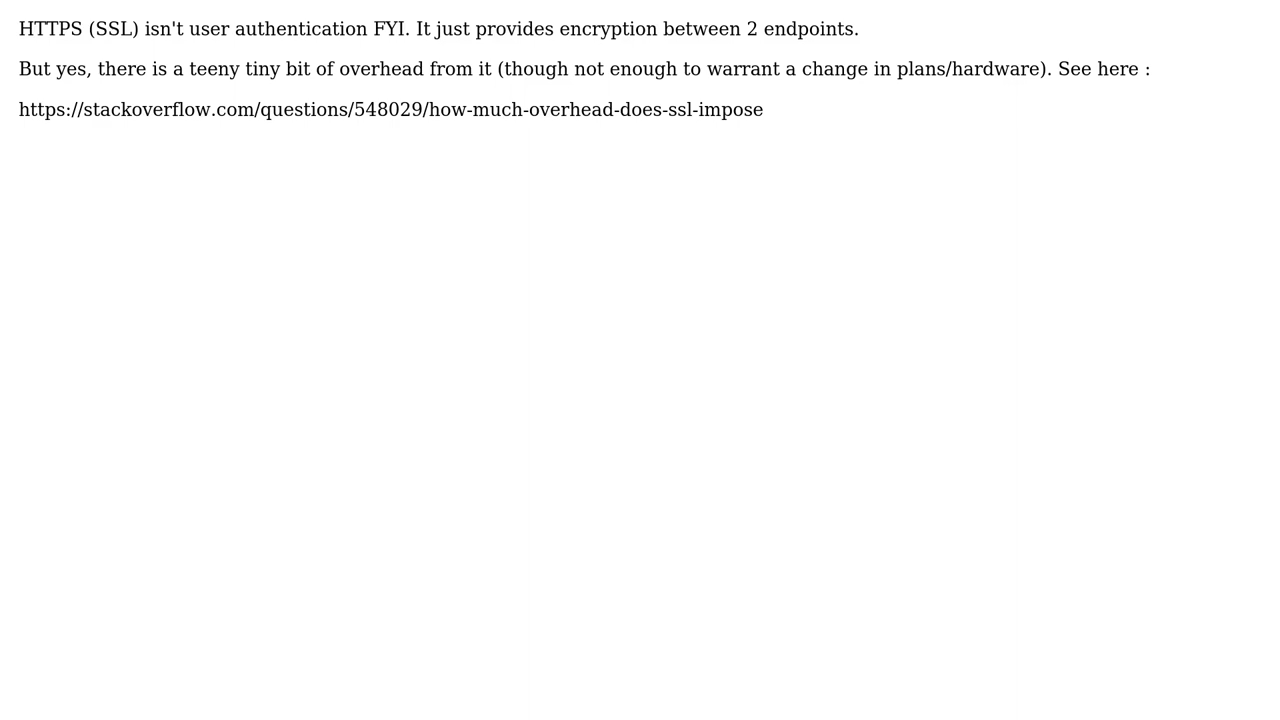 HTTPS (SSL) isn't user authentication FYI. It just provides encryption between 2 endpoints.
But yes, there is a teeny tiny bit of overhead from it (though not enough to warrant a change in plans/hardware). See here :
https://stackoverflow.com/questions/548029/how-much-overhead-does-ssl-impose